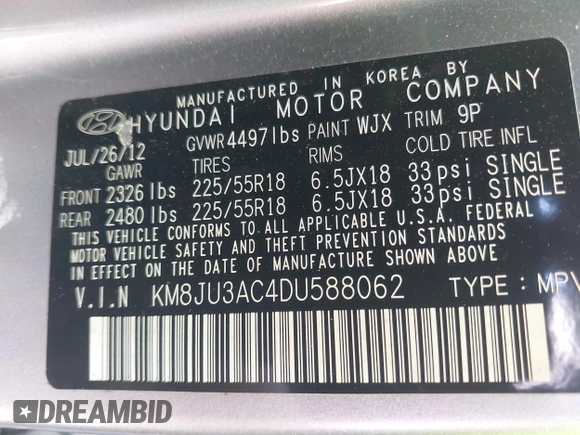 MANUFACTURED IN KOREA BY
HYUNDAI MOTOR COMPANY
JUL/26/12 GVWR 4497lbs PAINT WJX TRIM 9P
GAWR TIRES RIMS COLD TIRE INFL
FRONT 2326 lbs 225/55R18 6.5JX18 33 psi SINGLE
REAR 2480 lbs 225/55R18 6.5JX18 33 psi SINGLE
THIS VEHICLE CONFORMS TO ALL APPLICABLE U.S.A. FEDERAL
MOTOR VEHICLE SAFETY AND THEFT PREVENTION STANDARDS
IN EFFECT ON THE DATE OF MANUFACTURE SHOWN ABOVE.
V.I.N KM8JU3AC4DU588062 TYPE : MPV
DREAMBID